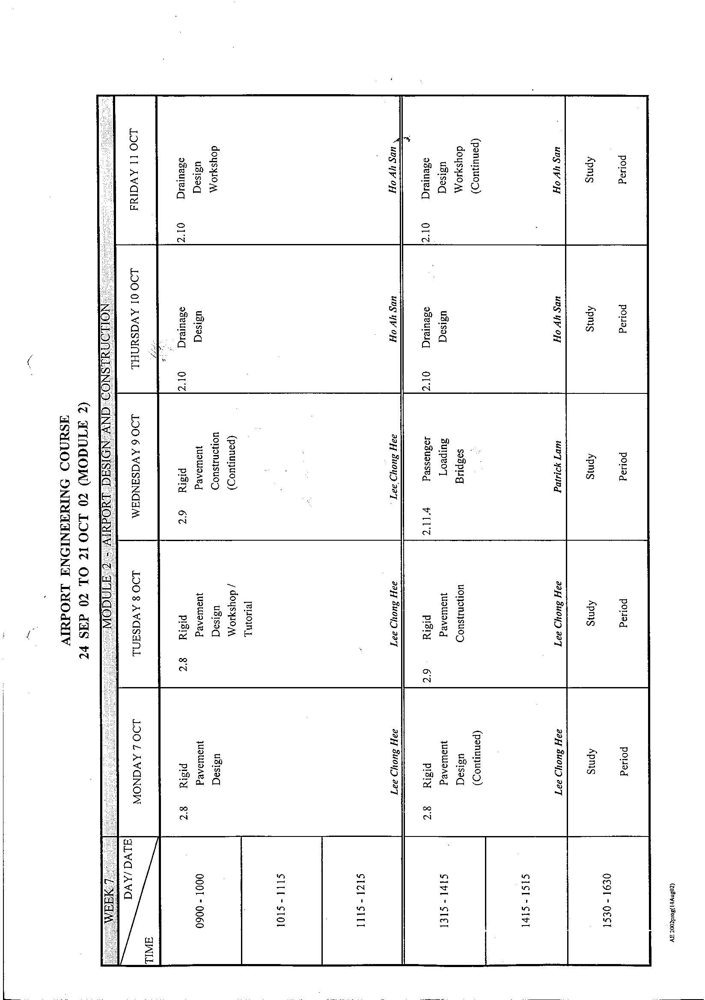 AIRPORT ENGINEERING COURSE
24 SEP 02 TO 21 OCT 02 (MODULE 2)
WEEK 7 MODULE 2 - AIRPORT DESIGN AND CONSTRUCTION
DAY/ DATE
TIME
MONDAY 7 OCT
TUESDAY 8 OCT
WEDNESDAY 9 OCT
THURSDAY 10 OCT
FRIDAY 11 OCT
0900 - 1000
1015 - 1115
1115 - 1215
2.8 Rigid
Pavement
Design
Lee Chong Hee
2.8 Rigid
Pavement
Design
Workshop /
Tutorial
Lee Chong Hee
2.9 Rigid
Pavement
Construction
(Continued)
Lee Chong Hee
2.10 Drainage
Design
Ho Ah San
2.10 Drainage
Design
Workshop
Ho Ah San
1315 - 1415
1415 - 1515
2.8 Rigid
Pavement
Design
(Continued)
Lee Chong Hee
2.9 Rigid
Pavement
Construction
Lee Chong Hee
2.11.4 Passenger
Loading
Bridges
Patrick Lam
2.10 Drainage
Design
Ho Ah San
2.10 Drainage
Design
Workshop
(Continued)
Ho Ah San
1530 - 1630
Study
Period
Study
Period
Study
Period
Study
Period
Study
Period
AE 2002prog(14Aug02)